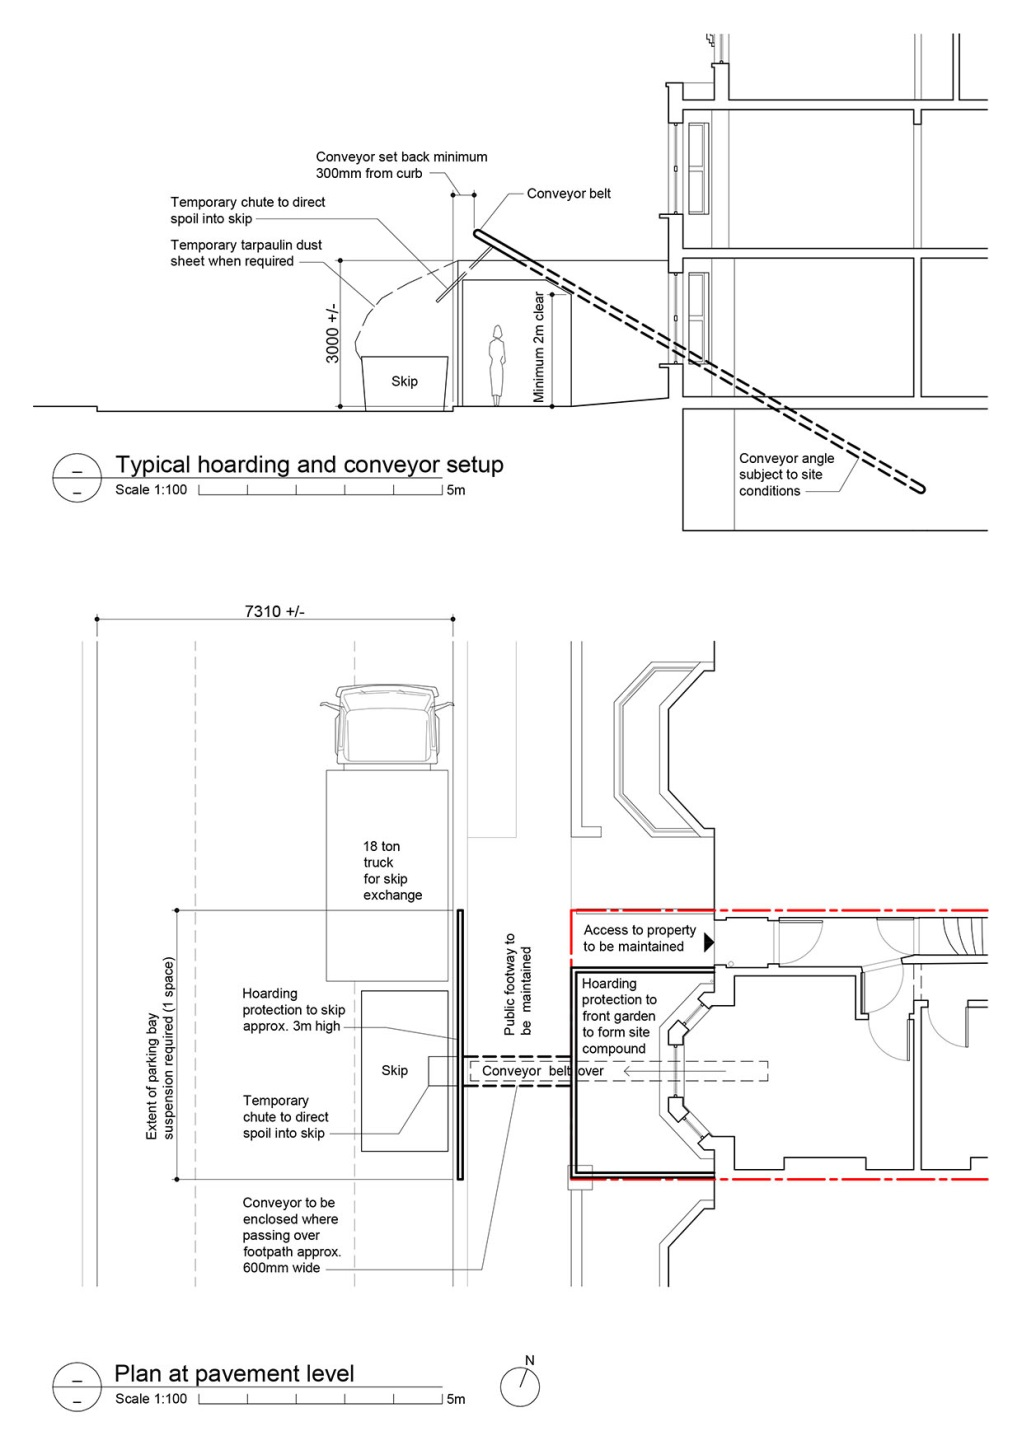 Conveyor set back minimum
300mm from curb
Conveyor belt
Temporary chute to direct
spoil into skip
Temporary tarpaulin dust
sheet when required
3000 +/-
Minimum 2m clear
Skip
Conveyor angle
subject to site
conditions
Typical hoarding and conveyor setup
Scale 1:100
5m
7310 +/-
18 ton
truck
for skip
exchange
Extent of parking bay
suspension required (1 space)
Public footway to
be maintained
Access to property
to be maintained
Hoarding
protection to
front garden
to form site
compound
Hoarding
protection to skip
approx. 3m high
Skip
Conveyor belt over
Temporary
chute to direct
spoil into skip
Conveyor to be
enclosed where
passing over
footpath approx.
600mm wide
Plan at pavement level
Scale 1:100
5m
N